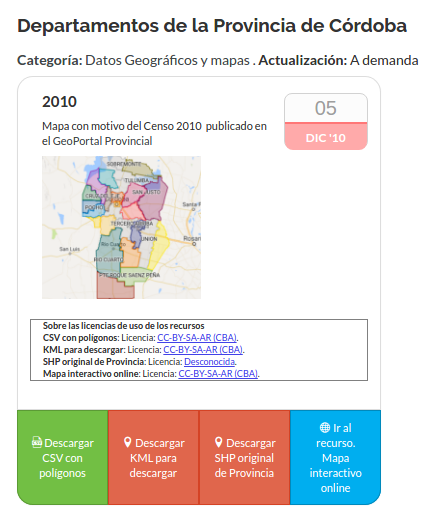 Departamentos de la Provincia de Córdoba
Categoría: Datos Geográficos y mapas . Actualización: A demanda
2010
05
DIC '10
Mapa con motivo del Censo 2010 publicado en
el GeoPortal Provincial
SOBREMONTE
TULUMBA
SAN JUSTO
POCHO
Santa F
TERCERO ARRIBA
UNION
Rosari
San Luis
Río Cuarto
RIO CUARTO
PTE ROQUE SAENZ PEÑA
Sobre las licencias de uso de los recursos
CSV con polígonos: Licencia: CC-BY-SA-AR (CBA).
KML para descargar: Licencia: CC-BY-SA-AR (CBA).
SHP original de Provincia: Licencia: Desconocida.
Mapa interactivo online: Licencia: CC-BY-SA-AR (CBA).
Descargar
CSV con
polígonos
Descargar
KML para
descargar
Descargar
SHP original
de Provincia
Ir al
recurso.
Mapa
interactivo
online